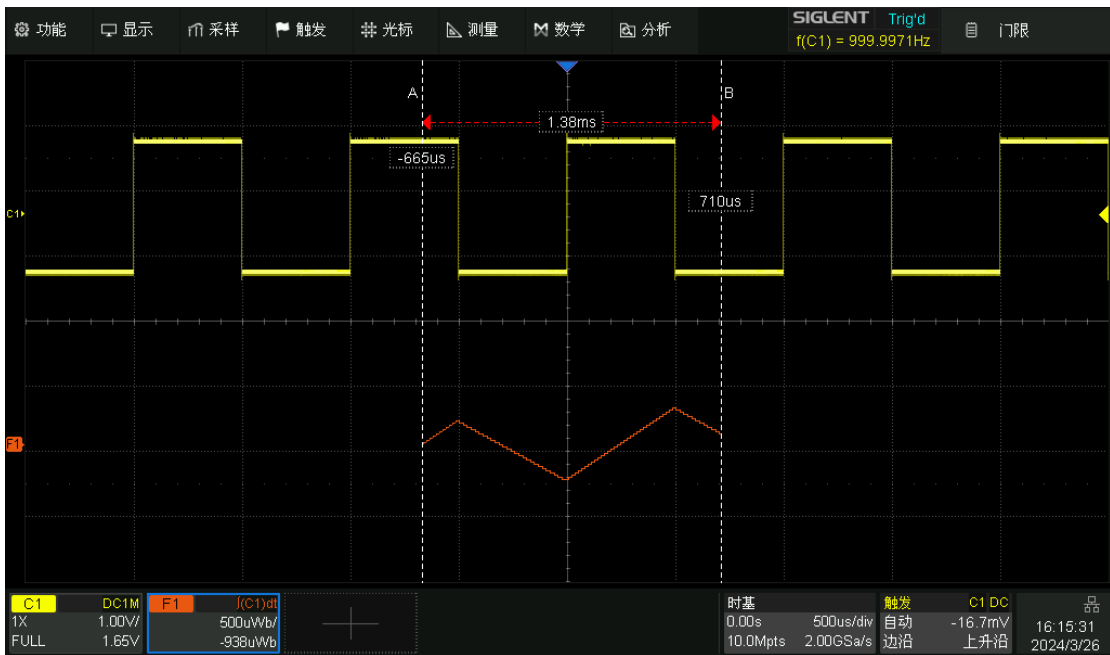 功能 显示 采样 触发 光标 测量 数学 分析 SIGLENT Trig'd 门限
f(C1) = 999.9971Hz
A B
1.38ms
-665us
710us
C1
F1
C1 DC1M
1X 1.00V/
FULL 1.65V
F1 ∫(C1)dt
500uWb/
-938uWb
时基
0.00s 500us/div
10.0Mpts 2.00GSa/s
触发 C1 DC
自动 -16.7mV
边沿 上升沿
16:15:31
2024/3/26